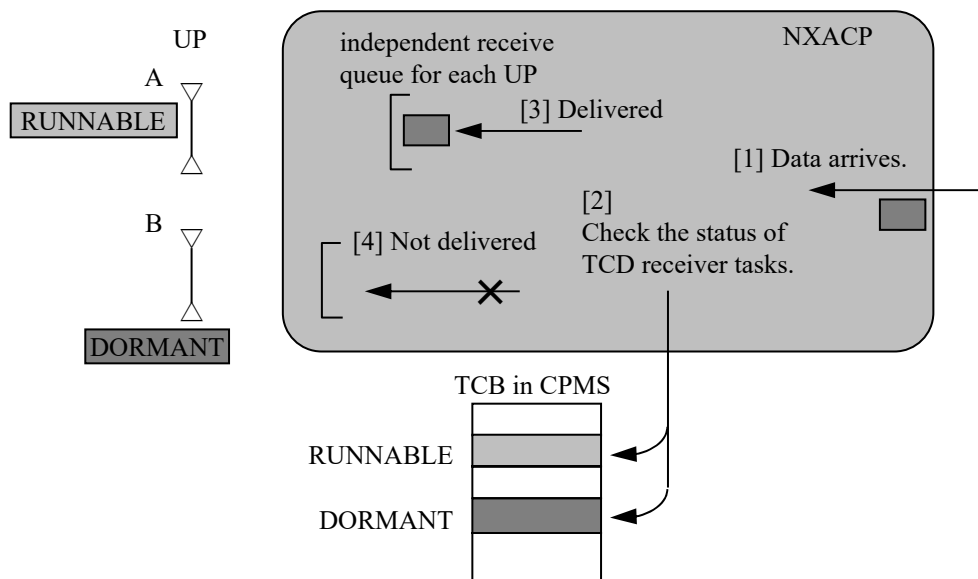 UP
A
RUNNABLE
B
DORMANT
independent receive
queue for each UP
NXACP
[3] Delivered
[1] Data arrives.
[2]
Check the status of
TCD receiver tasks.
[4] Not delivered
TCB in CPMS
RUNNABLE
DORMANT